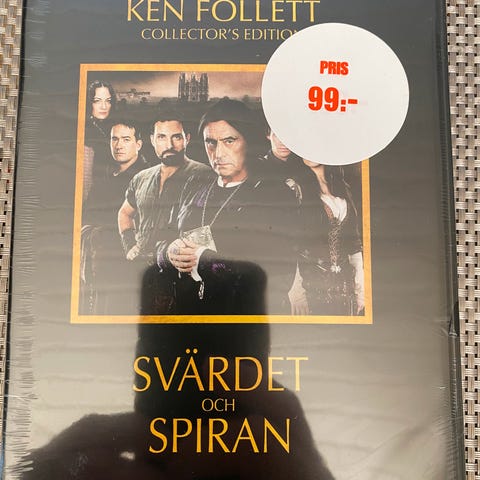 KEN FOLLETT
COLLECTOR'S EDITION
PRIS
99:-
SVÄRDET
OCH
SPIRAN